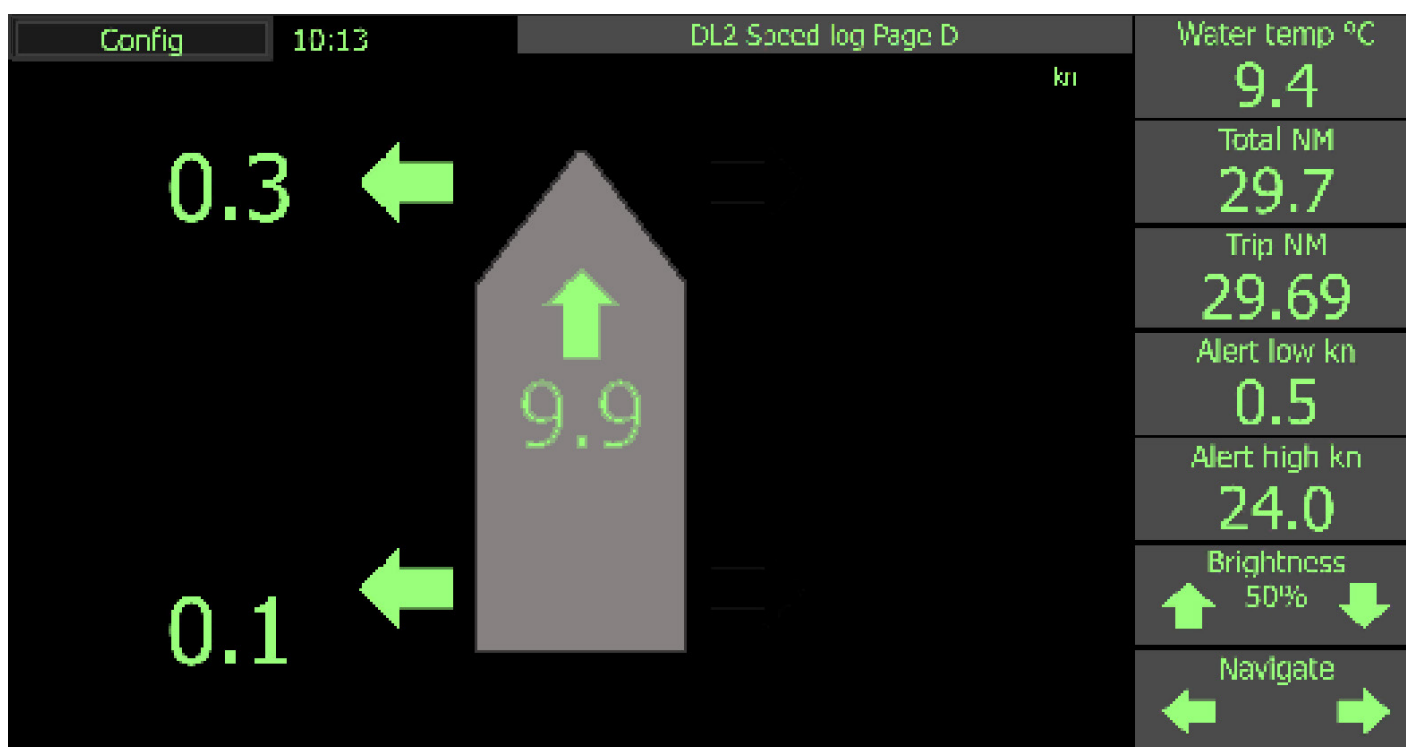 Config
10:13
DL2 Speed log Page D
kn
0.3
9.9
0.1
Water temp ºC
9.4
Total NM
29.7
Trip NM
29.69
Alert low kn
0.5
Alert high kn
24.0
Brightness
50%
Navigate